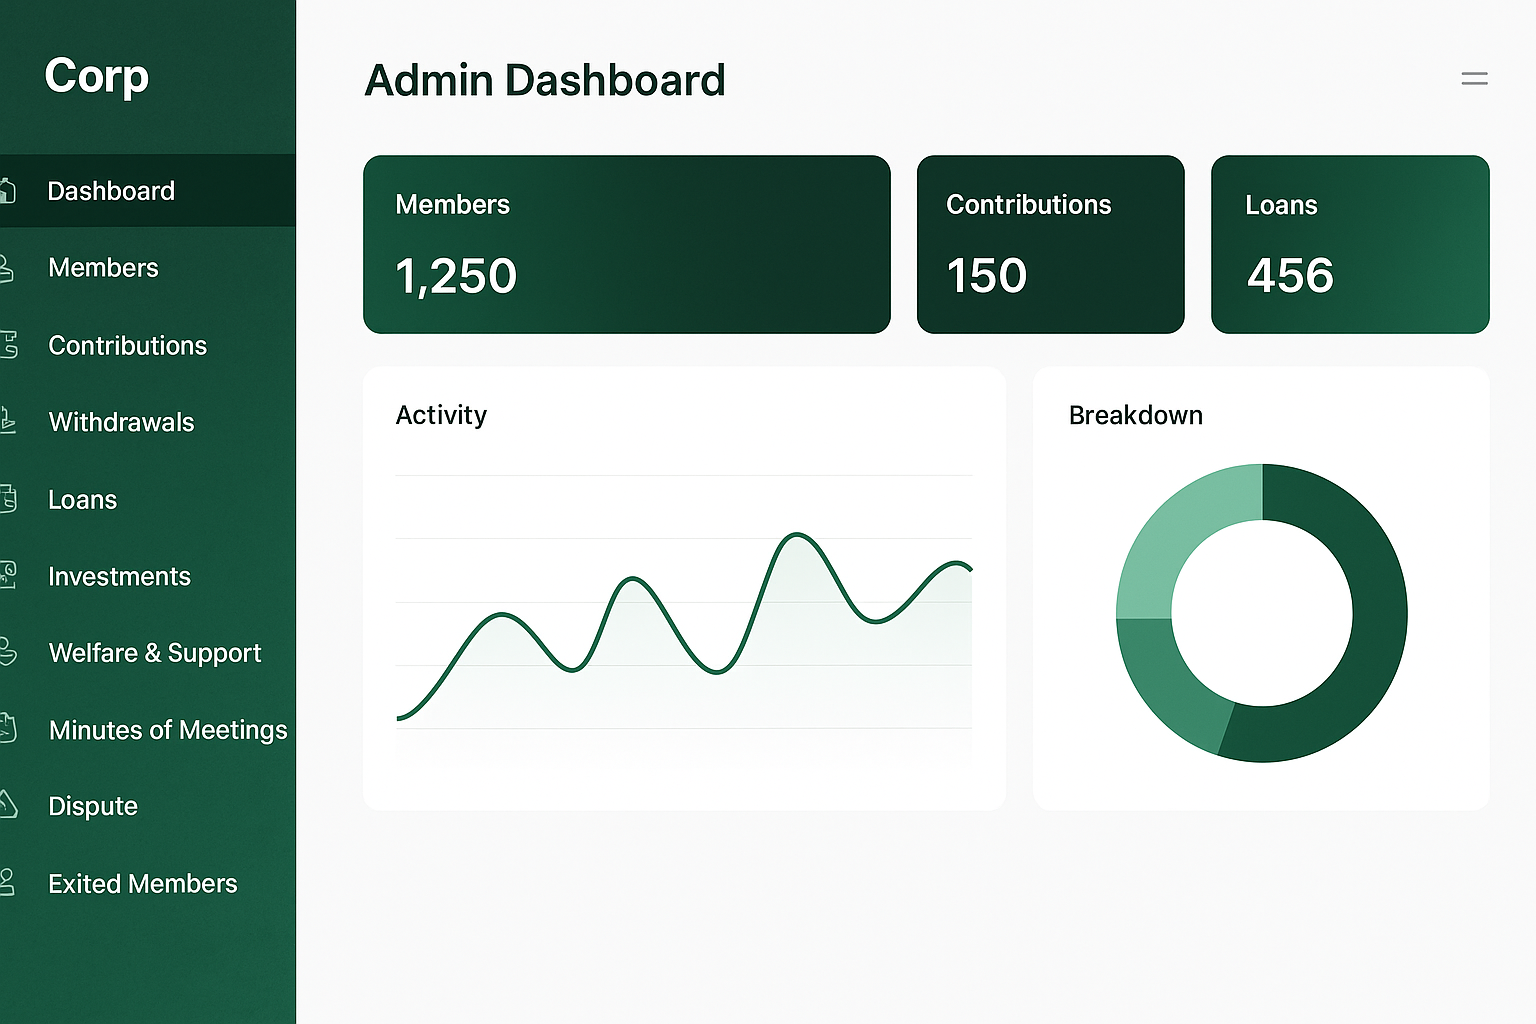 Corp
Dashboard
Members
Contributions
Withdrawals
Loans
Investments
Welfare & Support
Minutes of Meetings
Dispute
Exited Members
Admin Dashboard
Members
1,250
Contributions
150
Loans
456
Activity
Breakdown